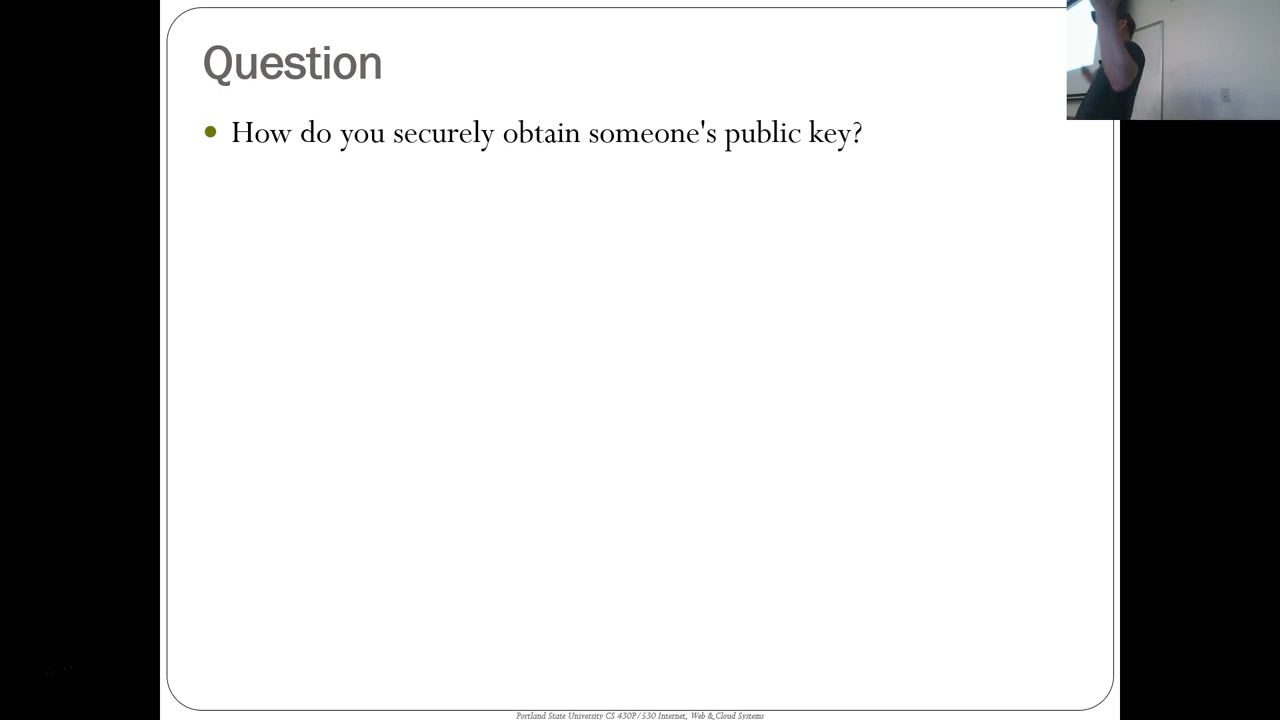 Question
How do you securely obtain someone's public key?
Portland State University CS 430P/530 Internet, Web & Cloud Systems